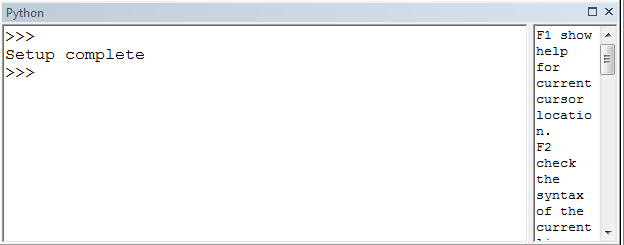 Python
>>>
Setup complete
>>>
F1 show
help
for
current
cursor
locatio
n.
F2
check
the
syntax
of the
current